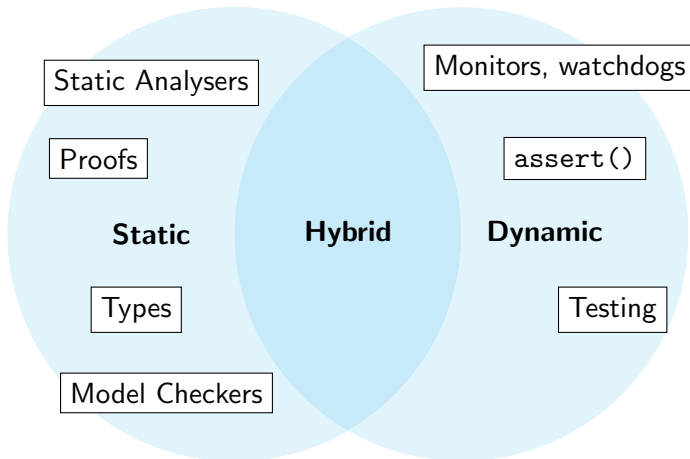 Static Analysers
Monitors, watchdogs
Proofs
assert()
Static
Hybrid
Dynamic
Types
Testing
Model Checkers